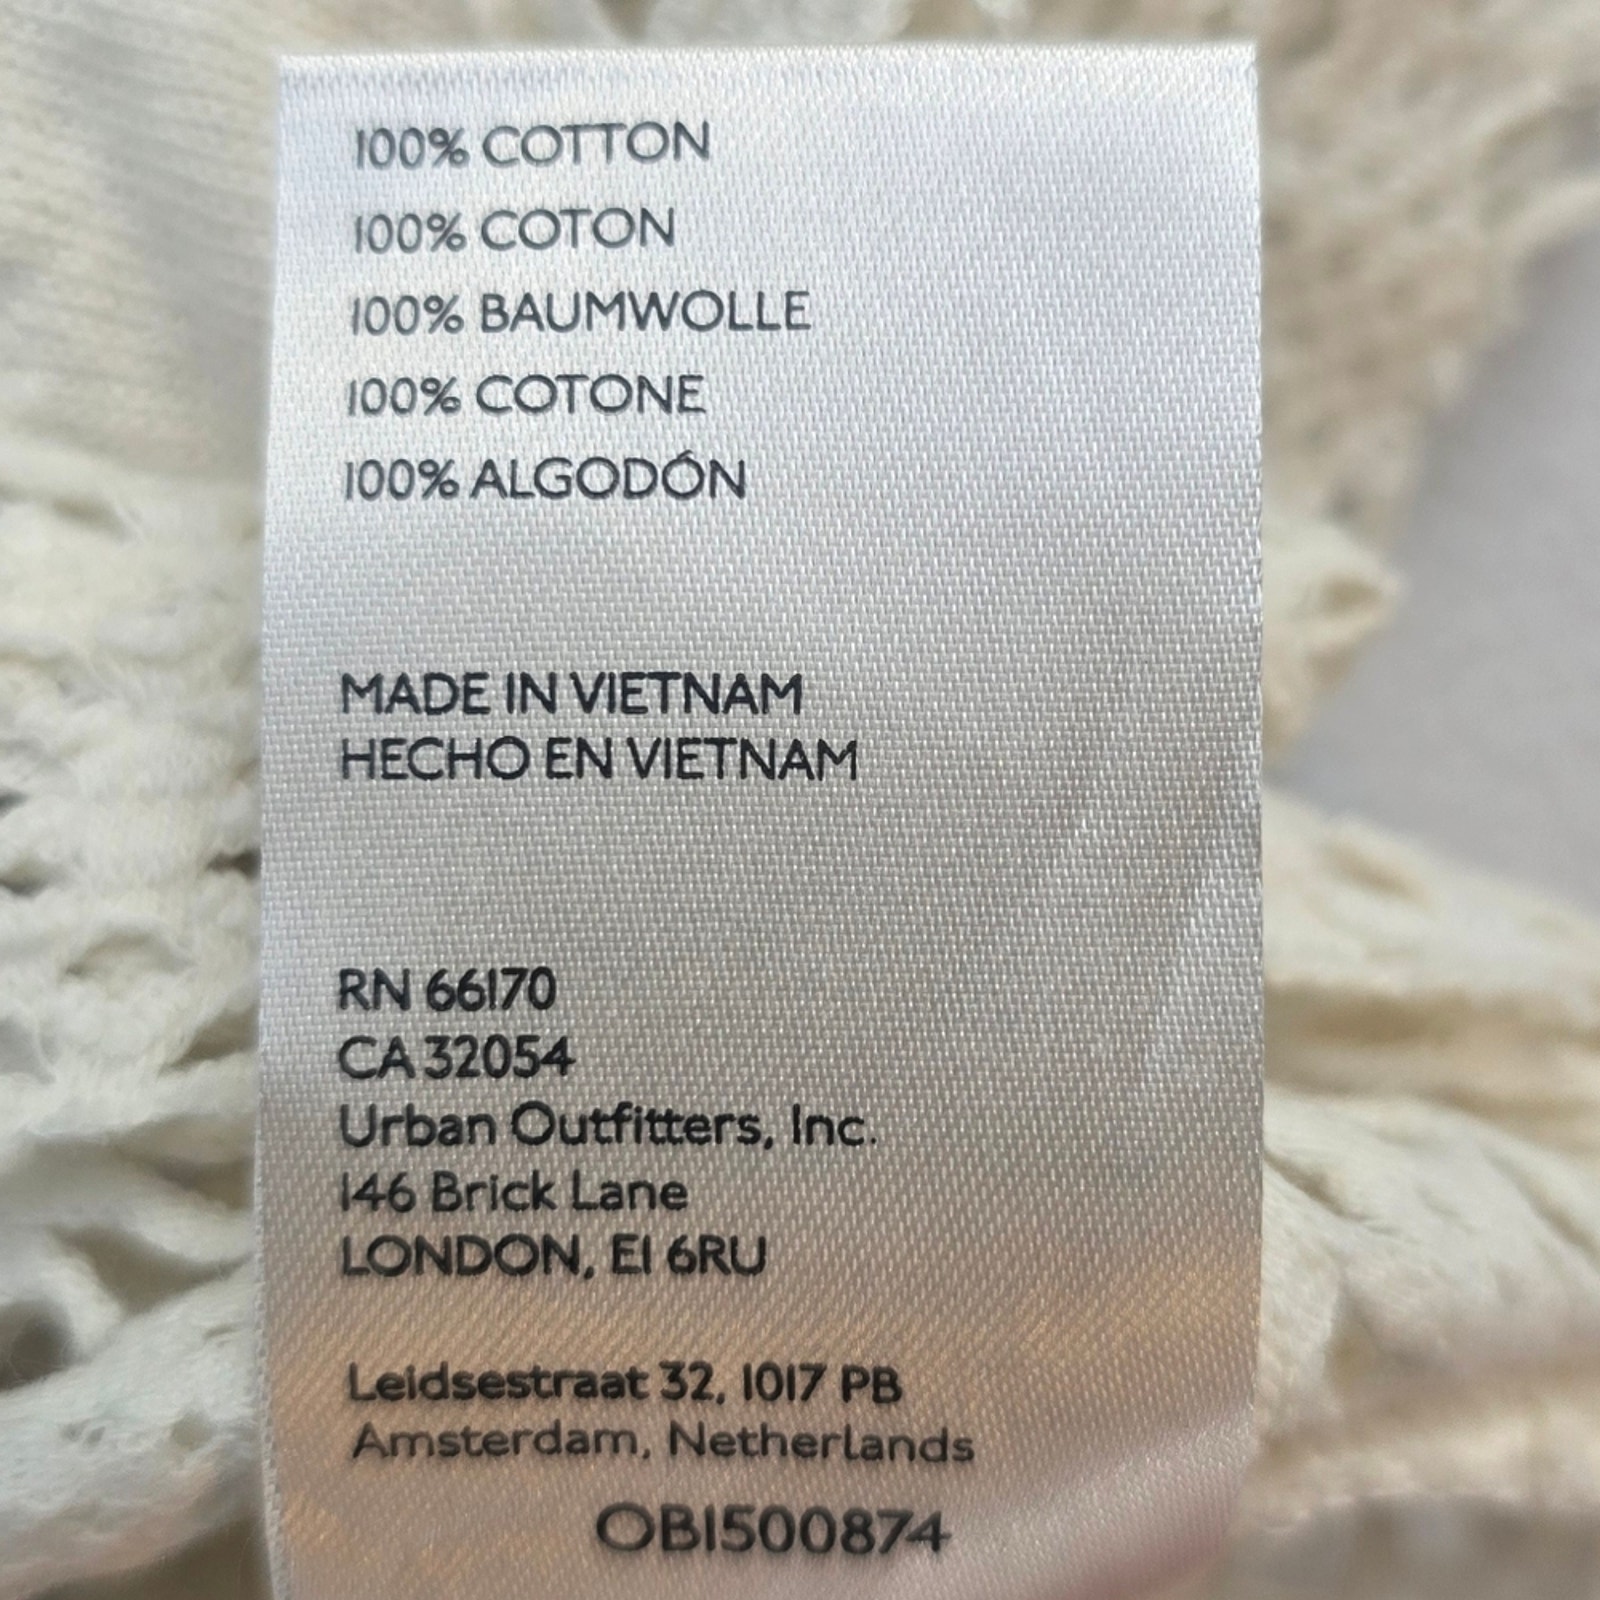 100% COTTON
100% COTON
100% BAUMWOLLE
100% COTONE
100% ALGODÓN
MADE IN VIETNAM
HECHO EN VIETNAM
RN 66170
CA 32054
Urban Outfitters, Inc.
146 Brick Lane
LONDON, E1 6RU
Leidsestraat 32, 1017 PB
Amsterdam, Netherlands
OB1500874